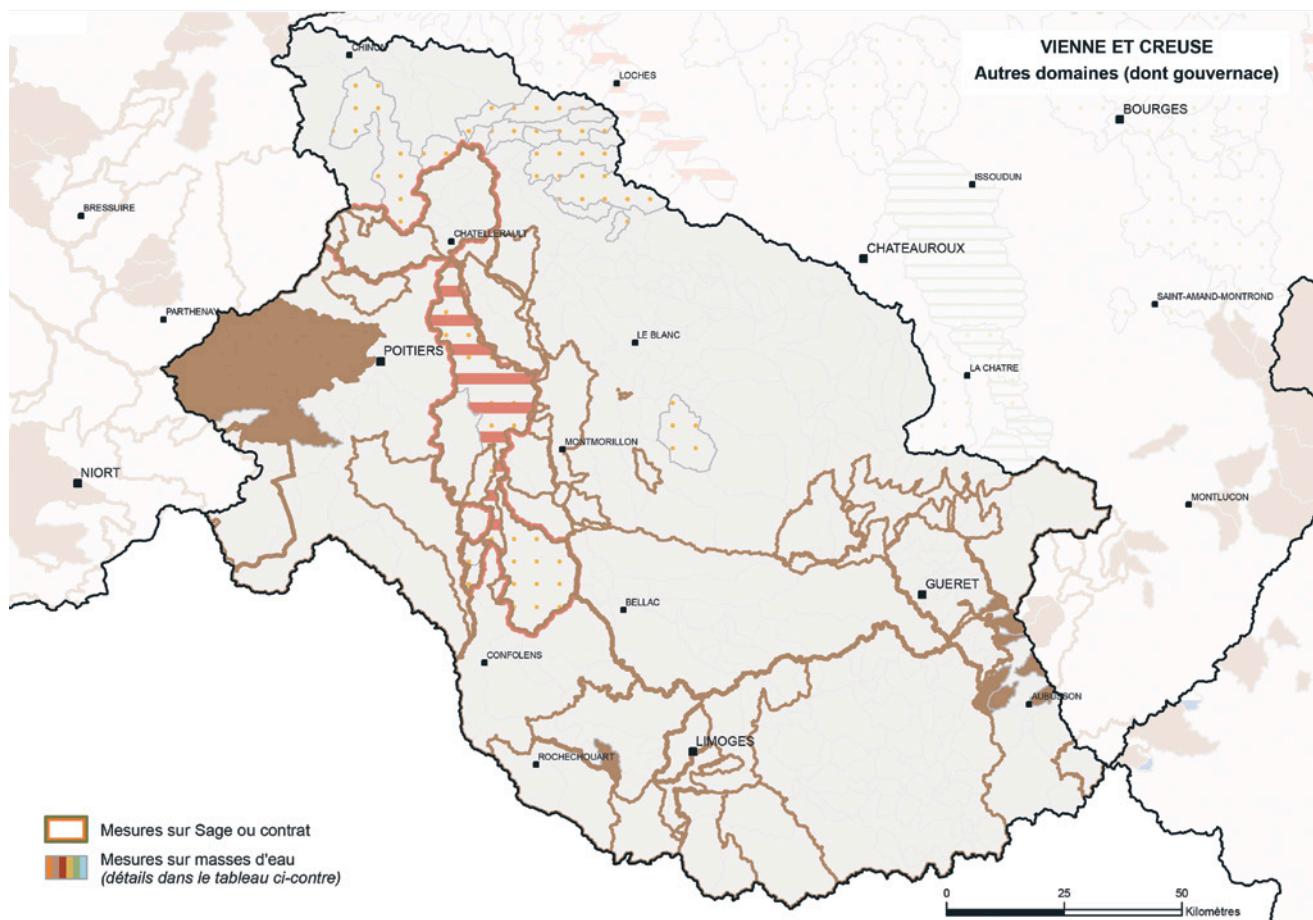 VIENNE ET CREUSE
Autres domaines (dont gouvernace)
CHINON
LOCHES
BOURGES
ISSOUDUN
BRESSUIRE
CHATELLERAULT
CHATEAUROUX
SAINT-AMAND-MONTROND
PARTHENAY
LE BLANC
POITIERS
LA CHATRE
MONTMORILLON
NIORT
MONTLUCON
GUERET
BELLAC
CONFOLENS
AUBUSSON
LIMOGES
ROCHECHOUART
Mesures sur Sage ou contrat
Mesures sur masses d'eau
(détails dans le tableau ci-contre)
0 25 50
Kilomètres